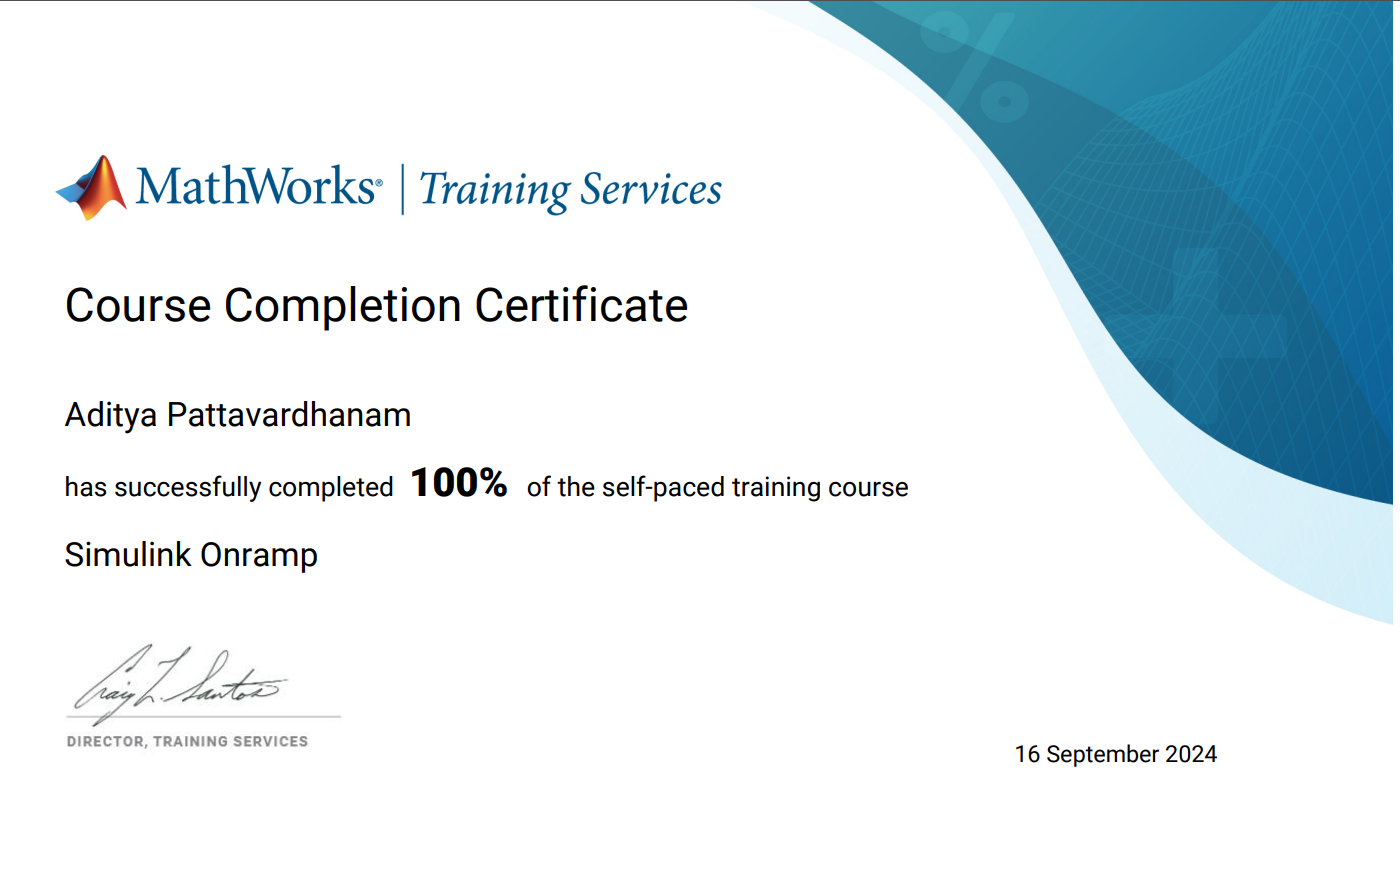 MathWorks® | Training Services
Course Completion Certificate
Aditya Pattavardhanam
has successfully completed 100% of the self-paced training course
Simulink Onramp
Craig L. Santos
DIRECTOR, TRAINING SERVICES
16 September 2024